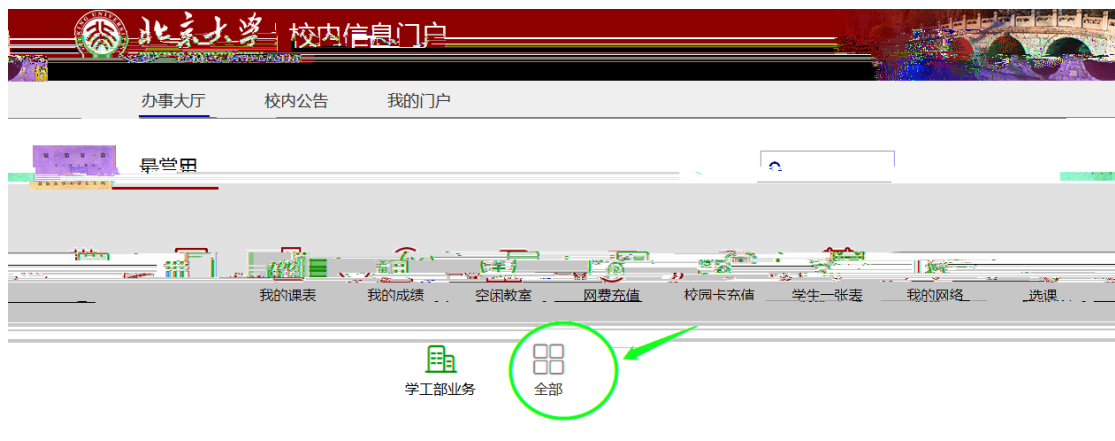 北京大学 校内信息门户
办事大厅 校内公告 我的门户
最常用
我的课表 我的成绩 空闲教室 网费充值 校园卡充值 学生一张表 我的网络 选课
学工部业务 全部